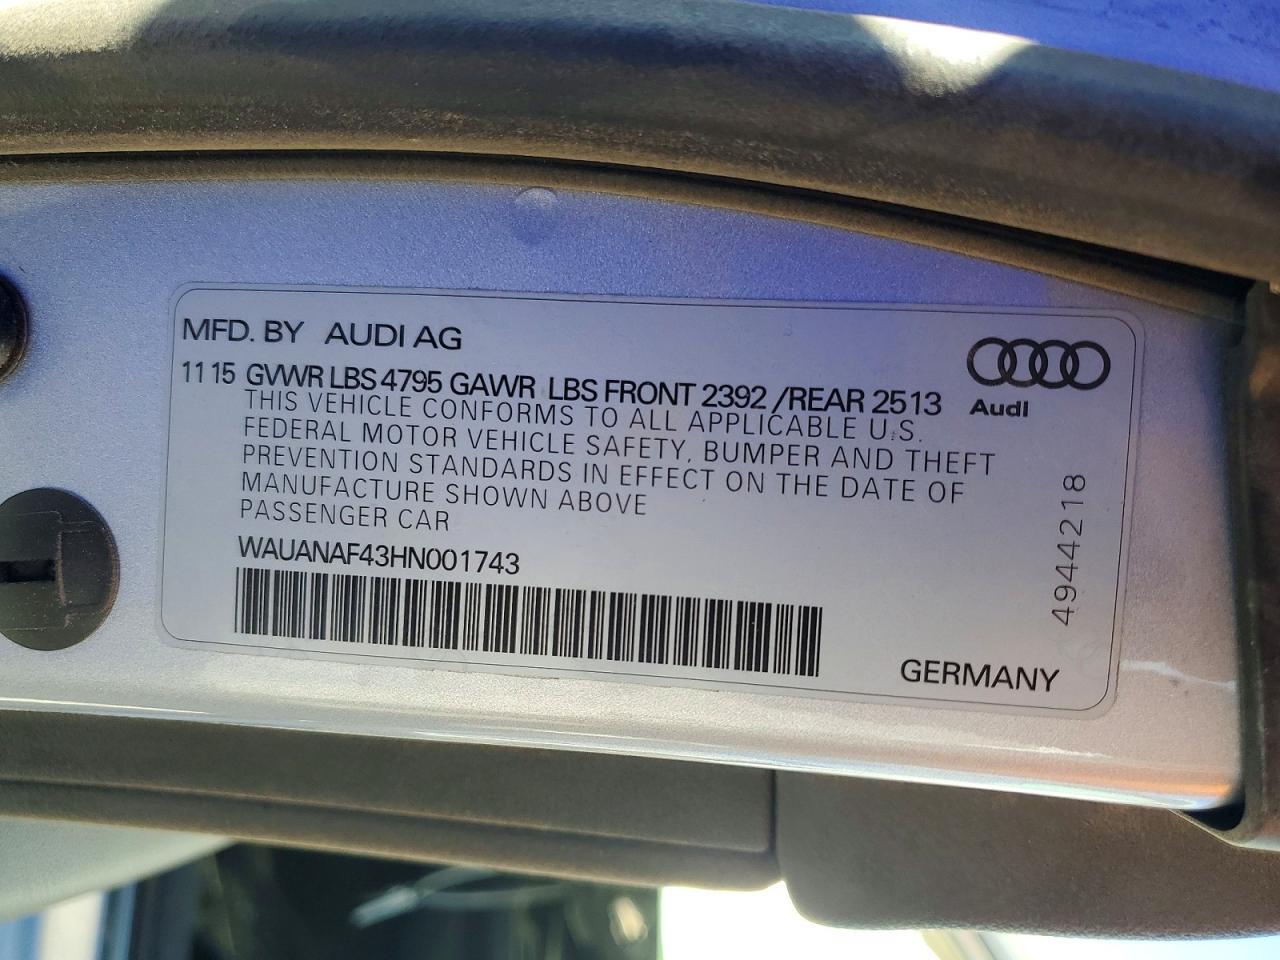 MFD. BY AUDI AG
11 15 GVWR LBS 4795 GAWR LBS FRONT 2392 /REAR 2513
THIS VEHICLE CONFORMS TO ALL APPLICABLE U.S.
FEDERAL MOTOR VEHICLE SAFETY, BUMPER AND THEFT
PREVENTION STANDARDS IN EFFECT ON THE DATE OF
MANUFACTURE SHOWN ABOVE
PASSENGER CAR
WAUANAF43HN001743
Audi
4944218
GERMANY